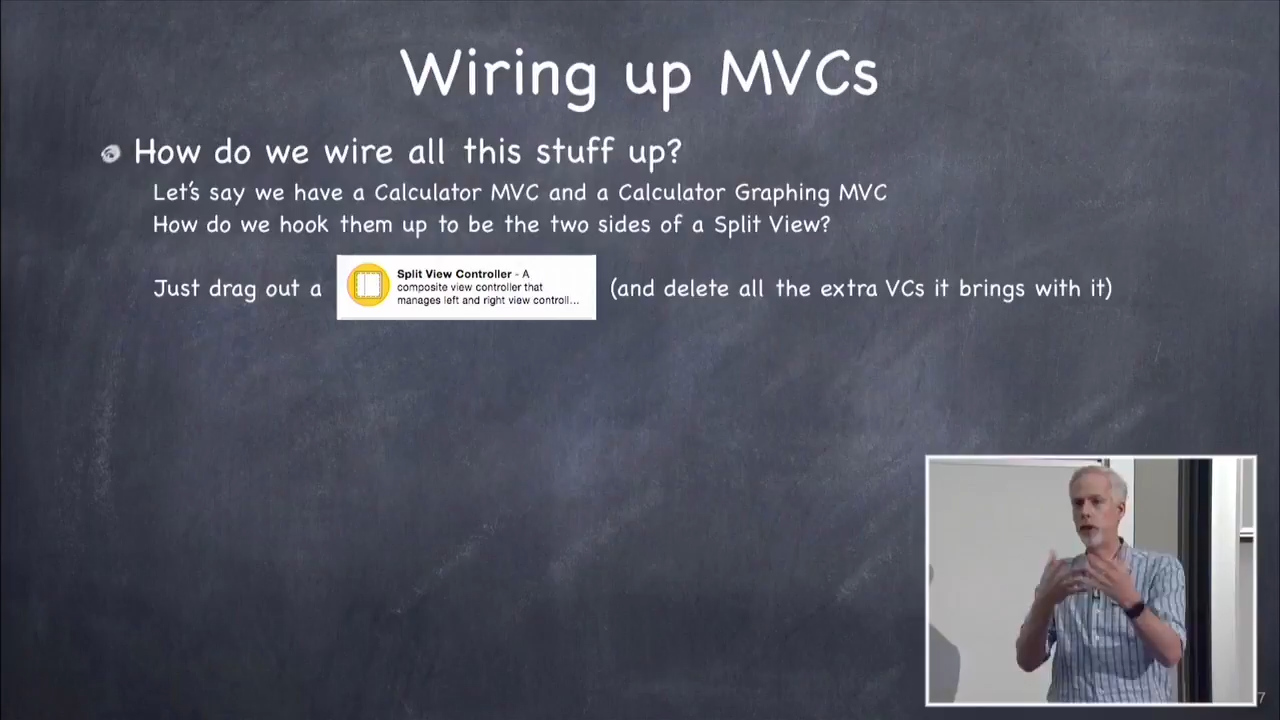 Wiring up MVCs
How do we wire all this stuff up?
Let's say we have a Calculator MVC and a Calculator Graphing MVC
How do we hook them up to be the two sides of a Split View?
Just drag out a
Split View Controller - A
composite view controller that
manages left and right view controll...
(and delete all the extra VCs it brings with it)
7